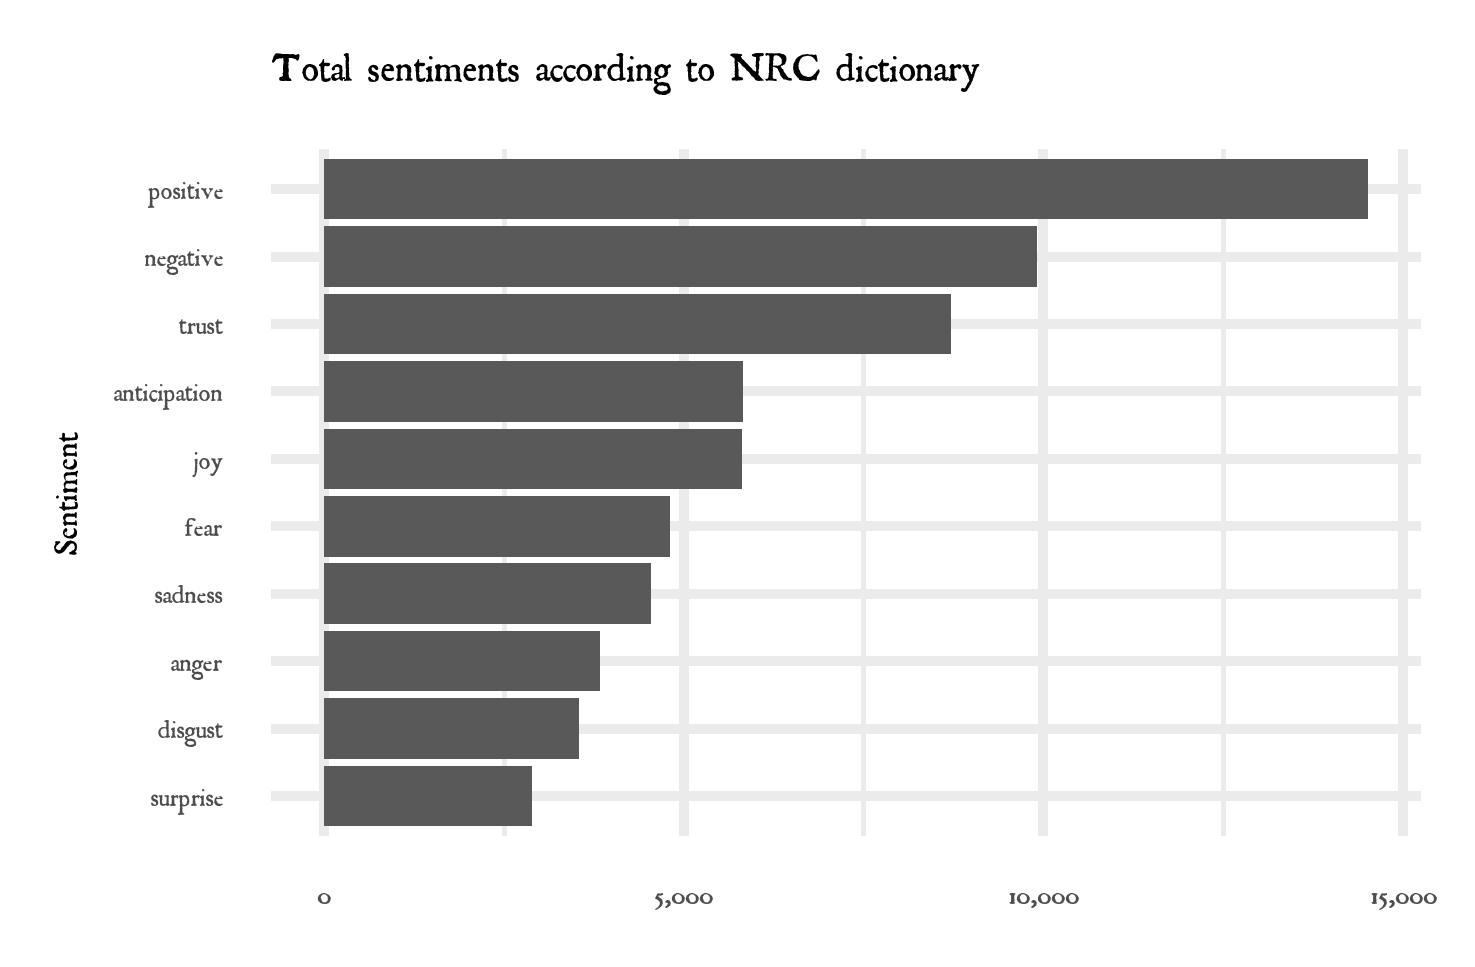 Total sentiments according to NRC dictionary
positive
negative
trust
anticipation
joy
fear
sadness
anger
disgust
surprise
Sentiment
0 5,000 10,000 15,000